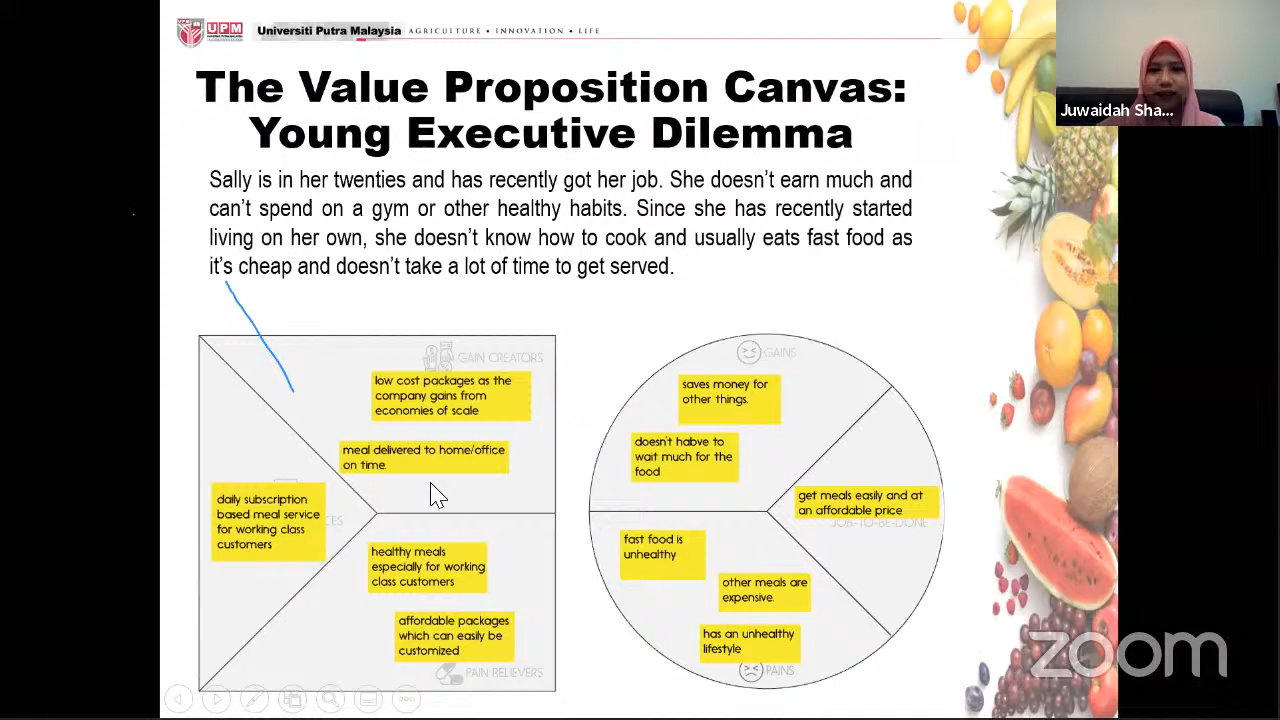 UPM
Universiti Putra Malaysia AGRICULTURE • INNOVATION • LIFE
Juwaidah Sha...
The Value Proposition Canvas:
Young Executive Dilemma
Sally is in her twenties and has recently got her job. She doesn't earn much and
can't spend on a gym or other healthy habits. Since she has recently started
living on her own, she doesn't know how to cook and usually eats fast food as
it's cheap and doesn't take a lot of time to get served.
GAIN CREATORS
low cost packages as the
company gains from
economies of scale
meal delivered to home/office
on time.
daily subscription
based meal service
for working class
customers
healthy meals
especially for working
class customers
affordable packages
which can easily be
customized
PAIN RELIEVERS
GAINS
saves money for
other things.
doesn't habve to
wait much for the
food
get meals easily and at
an affordable price
JOB-TO-BE-DONE
fast food is
unhealthy
other meals are
expensive.
has an unhealthy
lifestyle
PAINS
zoom